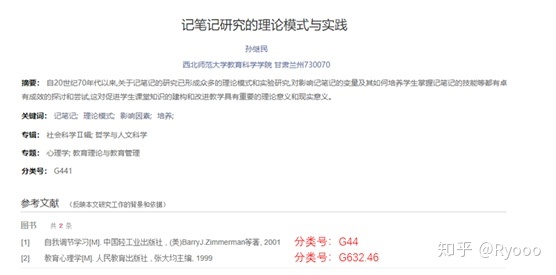 记笔记研究的理论模式与实践
孙继民
西北师范大学教育科学学院 甘肃兰州730070
摘要: 自20世纪70年代以来,关于记笔记的研究已形成众多的理论模式和实验研究,对影响记笔记的变量及其如何培养学生掌握记笔记的技能等都有卓
有成效的探讨和尝试,这对促进学生课堂知识的建构和改进教学具有重要的理论意义和现实意义。
关键词: 记笔记; 理论模式; 影响因素; 培养;
专辑: 社会科学Ⅱ辑; 哲学与人文科学
专题: 心理学; 教育理论与教育管理
分类号: G441
参考文献 (反映本文研究工作的背景和依据)
图书 共 2 条
[1] 自我调节学习[M]. 中国轻工业出版社 , (美)BarryJ.Zimmerman等著, 2001 分类号: G44
[2] 教育心理学[M]. 人民教育出版社 , 张大均主编, 1999 分类号: G632.46
知乎 @Ryooo